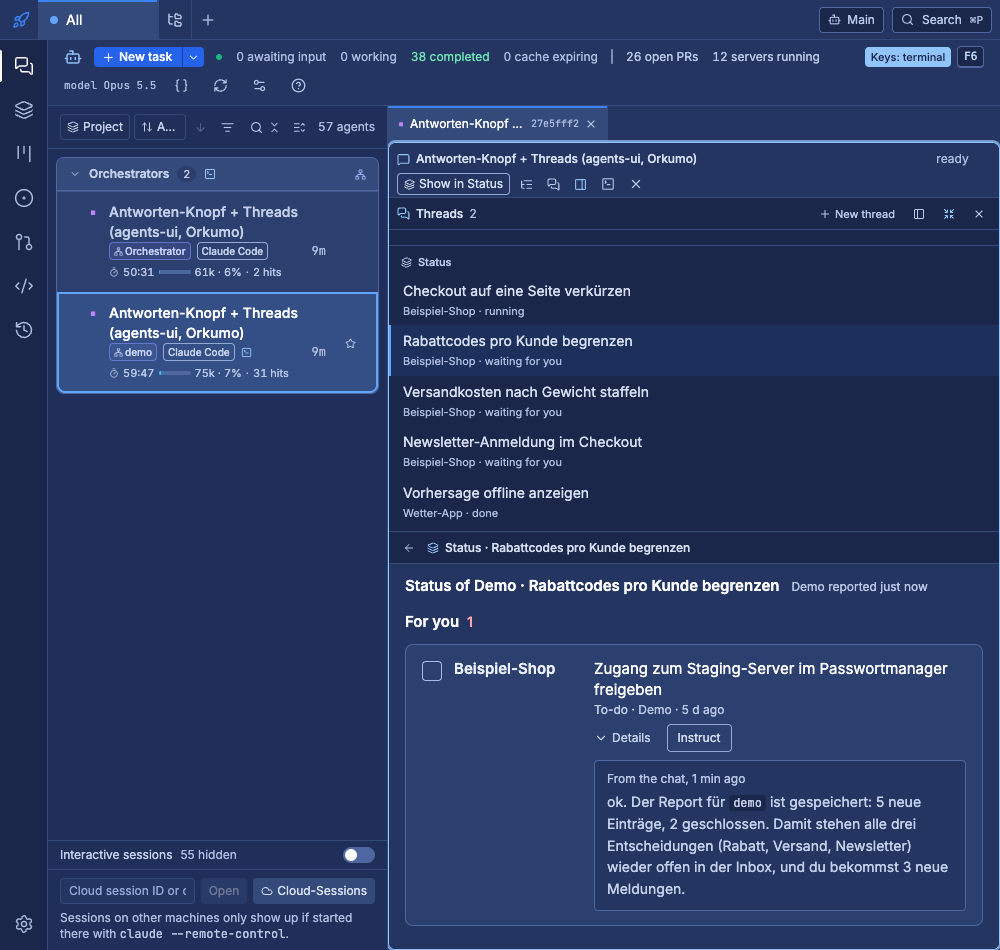 All
Main
Search ⌘P
New task
0 awaiting input
0 working
38 completed
0 cache expiring
26 open PRs
12 servers running
Keys: terminal
F6
model Opus 5.5
{}
Project
A...
57 agents
Orchestrators 2
Antworten-Knopf + Threads
(agents-ui, Orkumo)
Orchestrator
Claude Code
9m
50:31
61k · 6% · 2 hits
Antworten-Knopf + Threads
(agents-ui, Orkumo)
demo
Claude Code
9m
59:47
75k · 7% · 31 hits
Interactive sessions 55 hidden
Cloud session ID or c
Open
Cloud-Sessions
Sessions on other machines only show up if started
there with claude --remote-control.
Antworten-Knopf ... 27e5fff2
Antworten-Knopf + Threads (agents-ui, Orkumo)
ready
Show in Status
Threads 2
New thread
Status
Checkout auf eine Seite verkürzen
Beispiel-Shop · running
Rabattcodes pro Kunde begrenzen
Beispiel-Shop · waiting for you
Versandkosten nach Gewicht staffeln
Beispiel-Shop · waiting for you
Newsletter-Anmeldung im Checkout
Beispiel-Shop · waiting for you
Vorhersage offline anzeigen
Wetter-App · done
Status · Rabattcodes pro Kunde begrenzen
Status of Demo · Rabattcodes pro Kunde begrenzen
Demo reported just now
For you 1
Beispiel-Shop
Zugang zum Staging-Server im Passwortmanager
freigeben
To-do · Demo · 5 d ago
Details
Instruct
From the chat, 1 min ago
ok. Der Report für demo ist gespeichert: 5 neue
Einträge, 2 geschlossen. Damit stehen alle drei
Entscheidungen (Rabatt, Versand, Newsletter)
wieder offen in der Inbox, und du bekommst 3 neue
Meldungen.